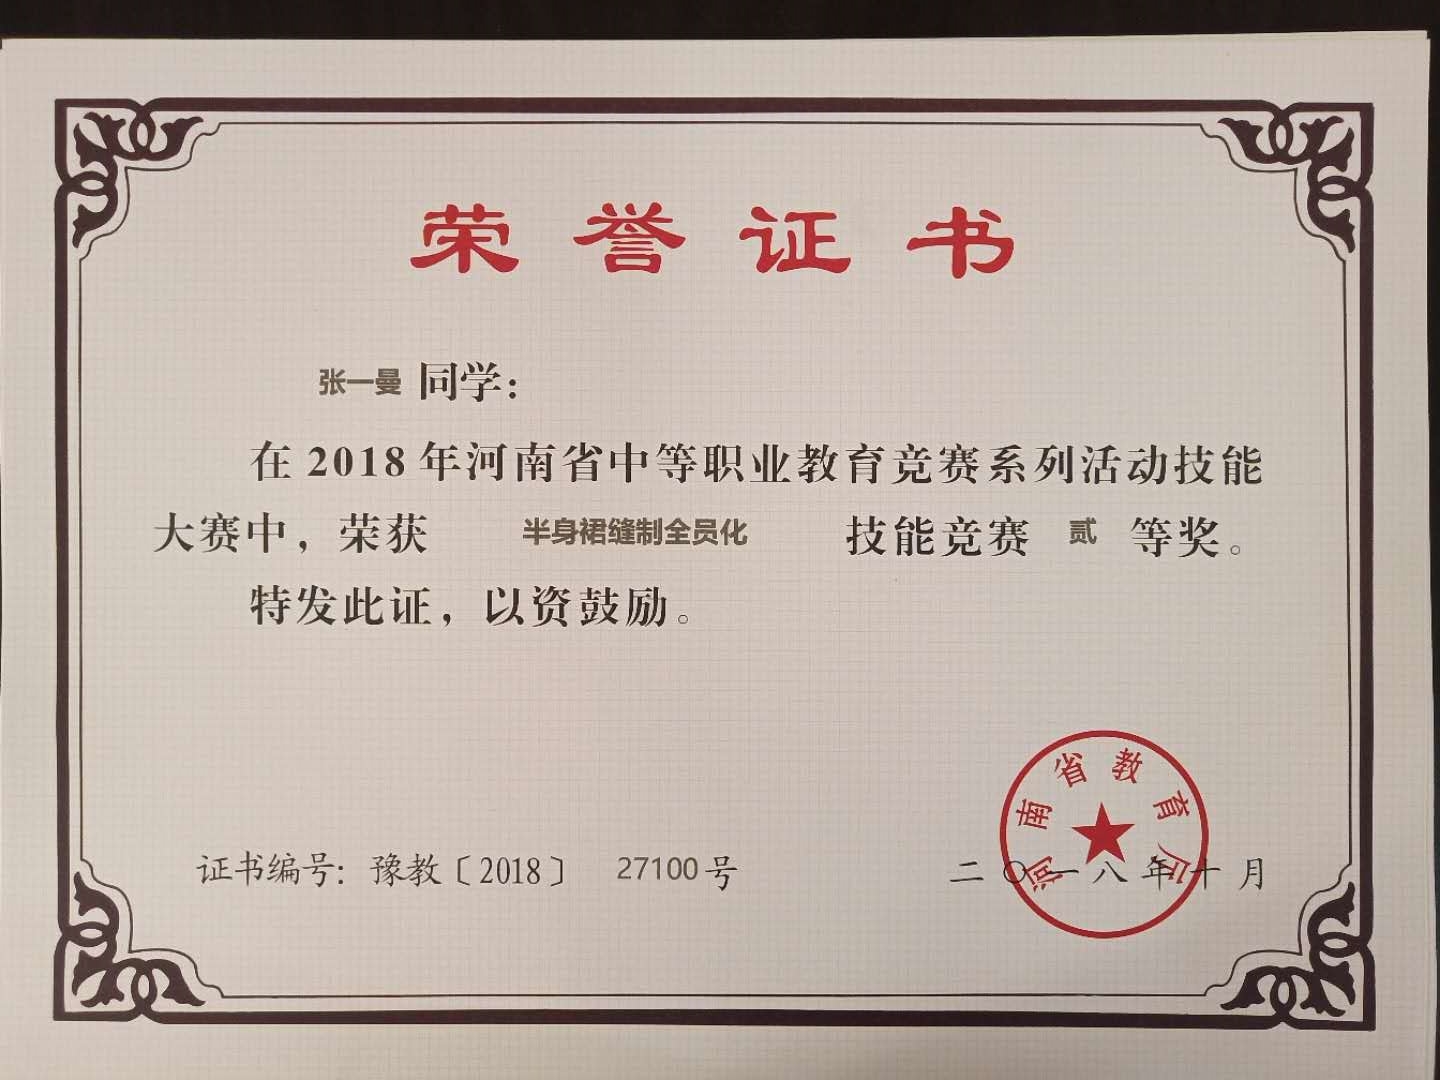 荣誉证书
张一曼 同学：
在2018年河南省中等职业教育竞赛系列活动技能
大赛中，荣获 半身裙缝制全员化 技能竞赛 贰 等奖。
特发此证，以资鼓励。
河南省教育厅
证书编号: 豫教〔2018〕 27100号
二〇一八年十月